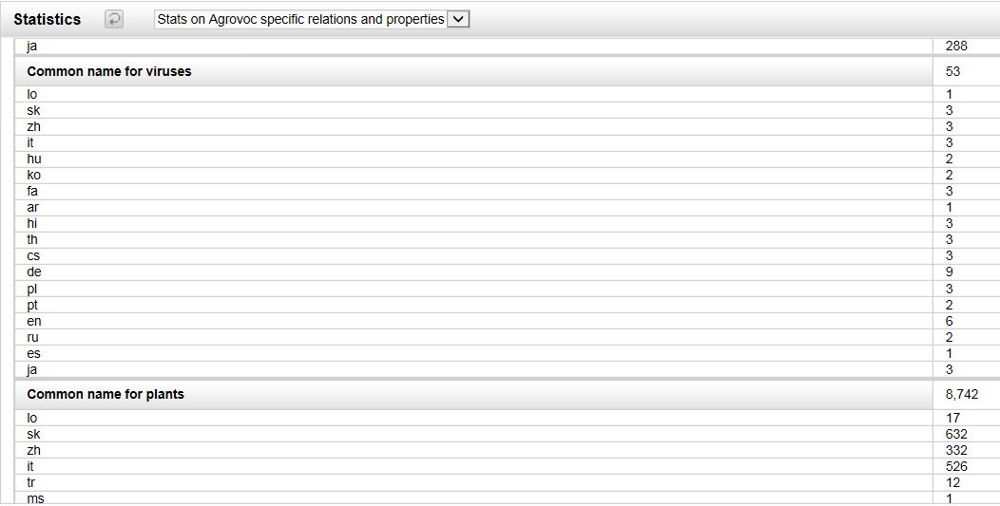 Statistics Stats on Agrovoc specific relations and properties
ja 288
Common name for viruses 53
lo 1
sk 3
zh 3
it 3
hu 2
ko 2
fa 3
ar 1
hi 3
th 3
cs 3
de 9
pl 3
pt 2
en 6
ru 2
es 1
ja 3
Common name for plants 8,742
lo 17
sk 632
zh 332
it 526
tr 12
ms 1